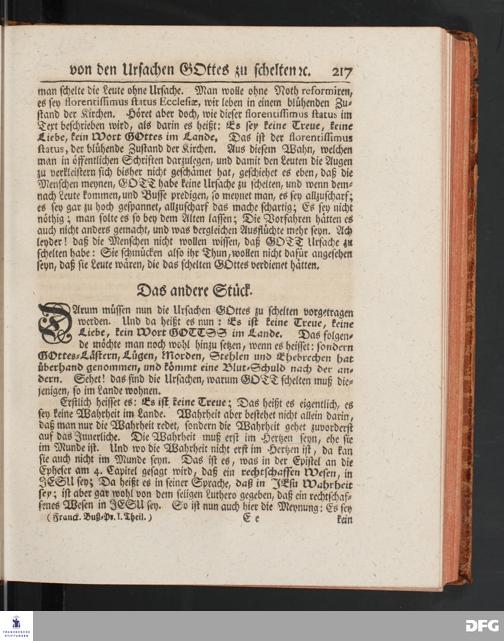 von den Ursachen GOttes zu schelten ꝛc. 217
man schelte die Leute ohne Ursache. Man wolle ohne Noth reformiren,
es sey florentissimus status Ecclesiæ, wir leben in einem blühenden Zu-
stand der Kirchen. Höret aber doch, wie dieser florentissimus status im
Text beschrieben wird, als darin es heißt: Es sey keine Treue, keine
Liebe, kein Wort GOttes im Lande. Das ist der florentissimus
status, der blühende Zustand der Kirchen. Aus diesem Wahn, welchen
man in öffentlichen Schriften darzulegen, und damit den Leuten die Augen
zu verkleistern sich bisher nicht geschämet hat, geschiehet es eben, daß die
Menschen meynen, GOTT habe keine Ursache zu schelten, und wenn dem-
nach Leute kommen, und Busse predigen, so meynet man, es sey allzuscharf;
es sey gar zu hoch gespannet, allzuscharf das mache schartig; Es sey nicht
nöthig; man solte es so bey dem Alten lassen; Die Vorfahren hätten es
auch nicht anders gemacht, und was dergleichen Ausflüchte mehr seyn. Ach
leyder! daß die Menschen nicht wollen wissen, daß GOTT Ursache zu
schelten habe: Sie schmücken also ihr Thun, wollen nicht dafür angesehen
seyn, daß sie Leute wären, die das schelten GOttes verdienet hätten.
Das andere Stück.
DArum müssen nun die Ursachen GOttes zu schelten vorgetragen
werden. Und da heißt es nun: Es ist keine Treue, keine
Liebe, kein Wort GOTTES im Lande. Das folgen-
de möchte man noch wohl hinzu setzen, wenn es heisset: sondern
GOttes-Lästern, Lügen, Morden, Stehlen und Ehebrechen hat
überhand genommen, und kömmt eine Blut-Schuld nach der an-
dern. Sehet! das sind die Ursachen, warum GOTT schelten muß die-
jenigen, so im Lande wohnen.
Erstlich heisset es: Es ist keine Treue; Das heißt es eigentlich, es
sey keine Wahrheit im Lande. Wahrheit aber bestehet nicht allein darin,
daß man nur die Wahrheit redet, sondern die Wahrheit gehet zuvorderst
auf das Innerliche. Die Wahrheit muß erst im Hertzen seyn, ehe sie
im Munde ist. Und wo die Wahrheit nicht erst im Hertzen ist, da kan
sie auch nicht im Munde seyn. Das ist es, was in der Epistel an die
Epheser am 4. Capitel gesagt wird, daß ein rechtschaffen Wesen, in
JESU sey; Da heißt es in seiner Sprache, daß in JEsu Wahrheit
sey; ist aber gar wohl von dem seligen Luthero gegeben, daß ein rechtschaf-
fenes Wesen in JESU sey. So ist nun auch hier die Meynung: Es sey
(Franck. Buß-Pr. I. Theil.) E e kein
FRANCKESCHE STIFTUNGEN
DFG